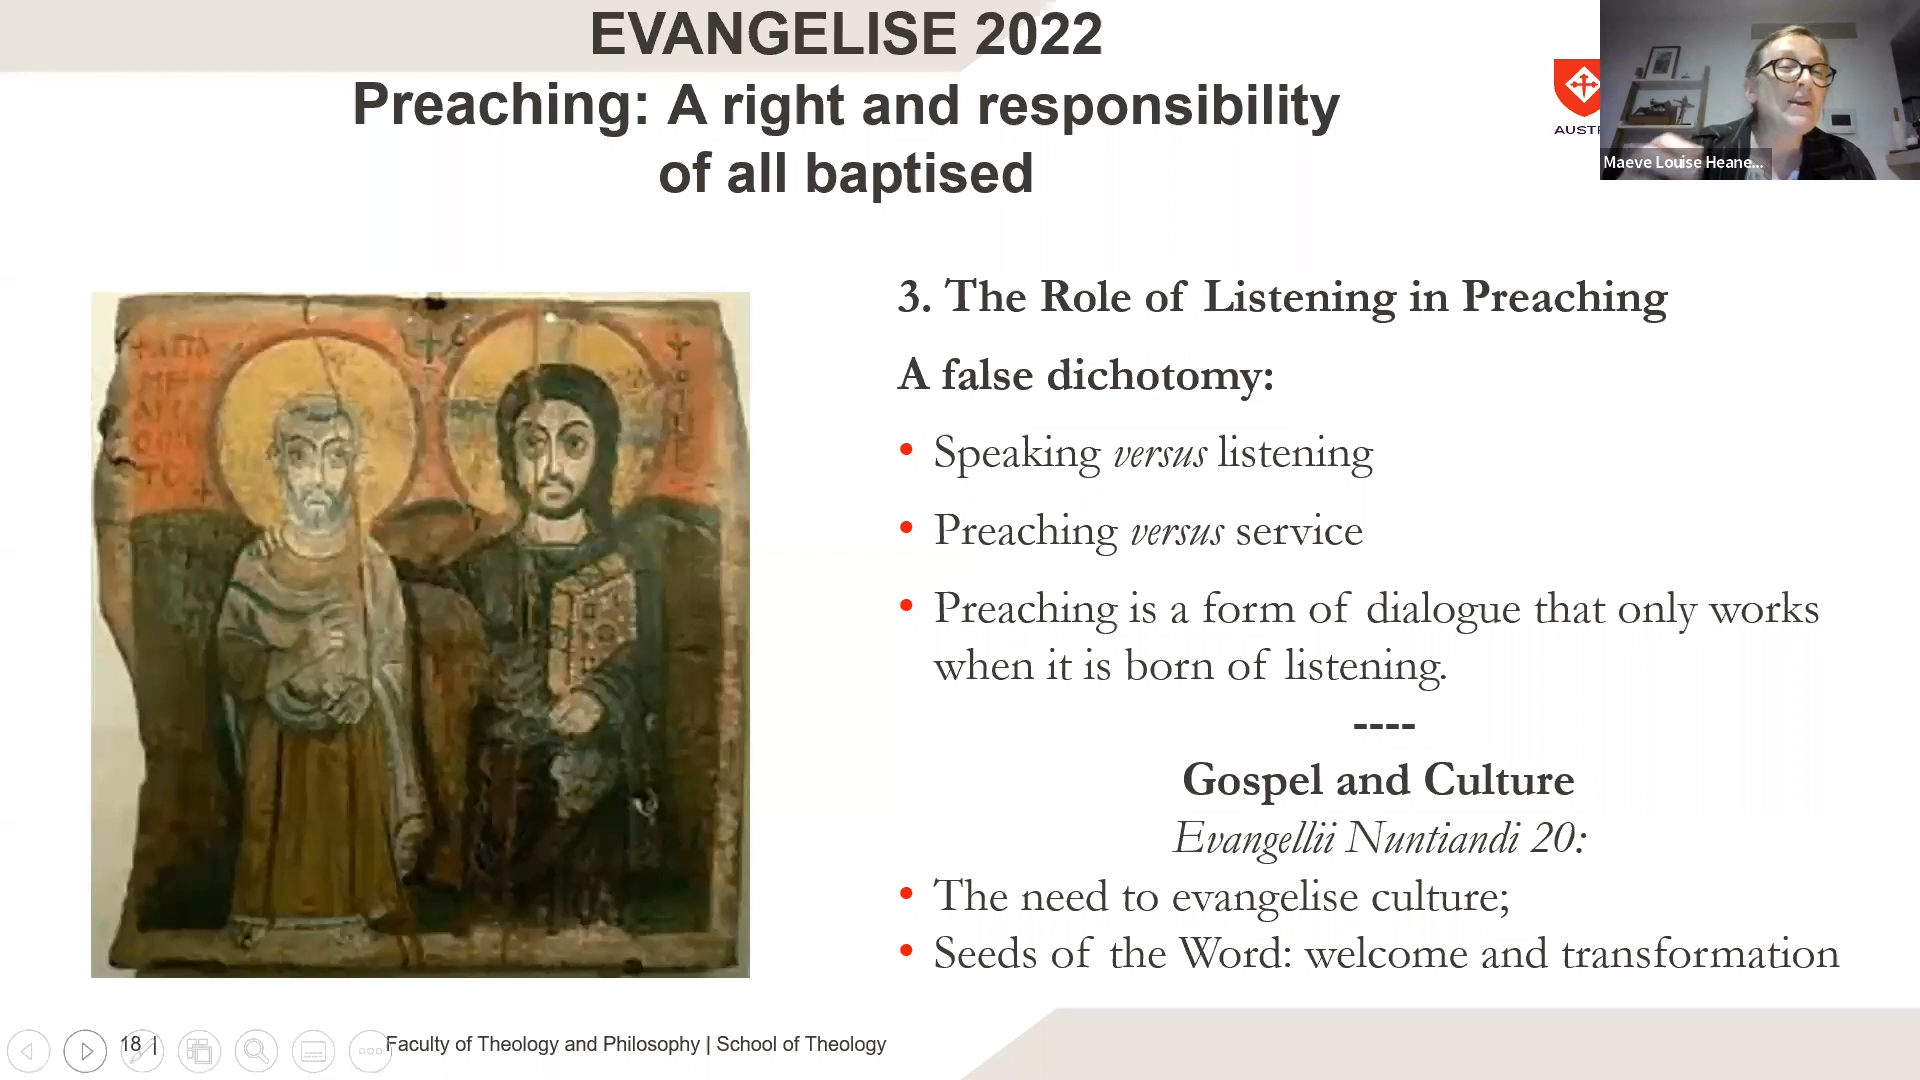 EVANGELISE 2022
Preaching: A right and responsibility
of all baptised
AUST
Maeve Louise Heane...
3. The Role of Listening in Preaching
A false dichotomy:
• Speaking versus listening
• Preaching versus service
• Preaching is a form of dialogue that only works
when it is born of listening.
----
Gospel and Culture
Evangellii Nuntiandi 20:
• The need to evangelise culture;
• Seeds of the Word: welcome and transformation
18 |
Faculty of Theology and Philosophy | School of Theology